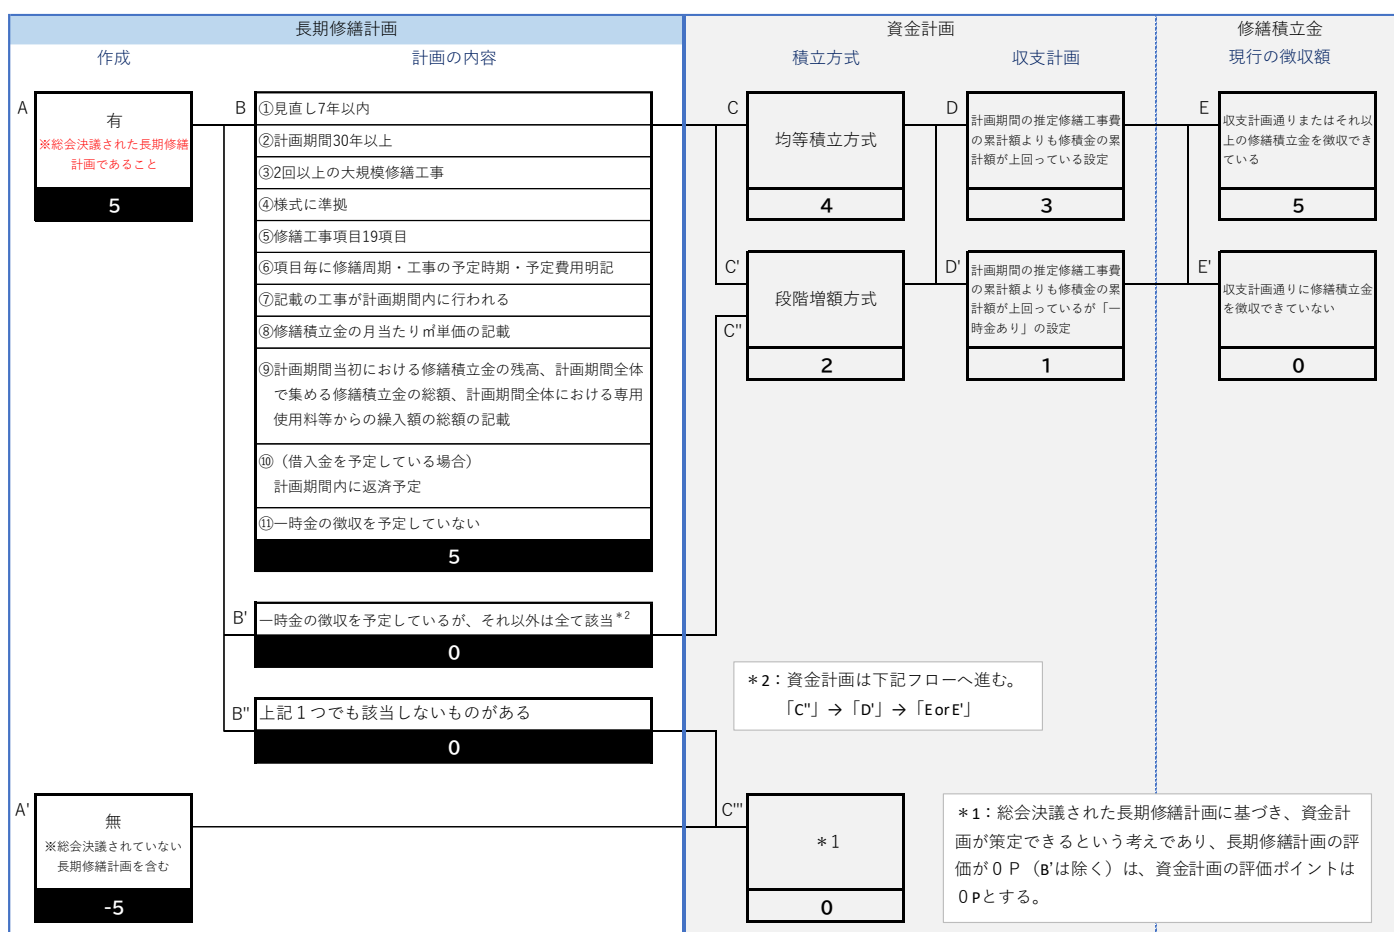 長期修繕計画
資金計画
修繕積立金
作成
計画の内容
積立方式
収支計画
現行の徴収額
A
有
※総会決議された長期修繕
計画であること
5
B
①見直し7年以内
②計画期間30年以上
③2回以上の大規模修繕工事
④様式に準拠
⑤修繕工事項目19項目
⑥項目毎に修繕周期・工事の予定時期・予定費用明記
⑦記載の工事が計画期間内に行われる
⑧修繕積立金の月当たり㎡単価の記載
⑨計画期間当初における修繕積立金の残高、計画期間全体
で集める修繕積立金の総額、計画期間全体における専用
使用料等からの繰入額の総額の記載
⑩（借入金を予定している場合）
計画期間内に返済予定
⑪一時金の徴収を予定していない
5
B'
一時金の徴収を予定しているが、それ以外は全て該当*2
0
B"
上記１つでも該当しないものがある
0
A'
無
※総会決議されていない
長期修繕計画を含む
-5
C
均等積立方式
4
C'
C"
段階増額方式
2
D
計画期間の推定修繕工事費
の累計額よりも修積金の累
計額が上回っている設定
3
D'
計画期間の推定修繕工事費
の累計額よりも修積金の累
計額が上回っているが「一
時金あり」の設定
1
E
収支計画通りまたはそれ以
上の修繕積立金を徴収でき
ている
5
E'
収支計画通りに修繕積立金
を徴収できていない
0
＊2：資金計画は下記フローへ進む。
「C"」→「D'」→「EorE'」
C'"
＊1
0
＊1：総会決議された長期修繕計画に基づき、資金計
画が策定できるという考えであり、長期修繕計画の評
価が０Ｐ（B'は除く）は、資金計画の評価ポイントは
０Pとする。